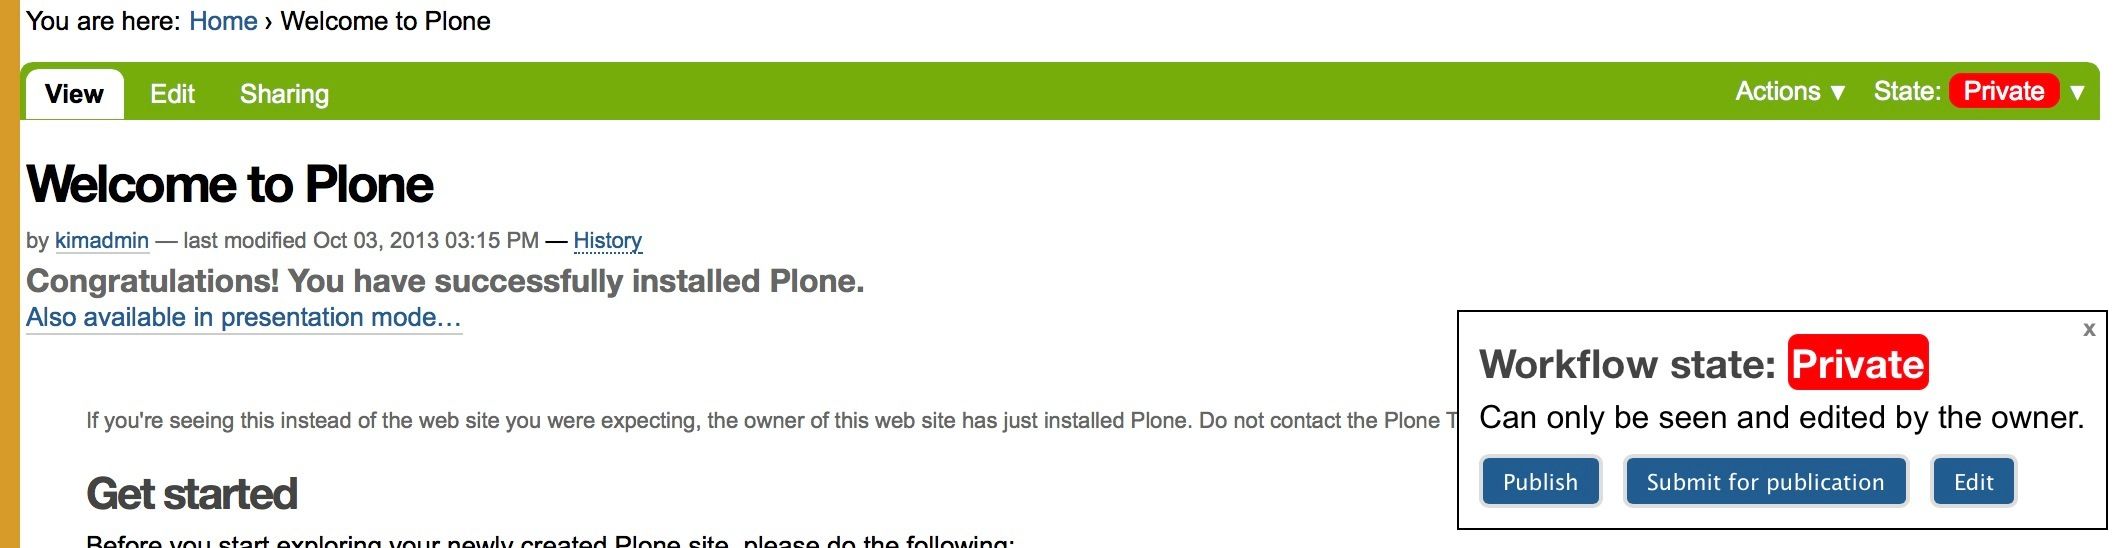 You are here: Home › Welcome to Plone
View Edit Sharing Actions ▼ State: Private ▼
Welcome to Plone
by kimadmin — last modified Oct 03, 2013 03:15 PM — History
Congratulations! You have successfully installed Plone.
Also available in presentation mode…
If you're seeing this instead of the web site you were expecting, the owner of this web site has just installed Plone. Do not contact the Plone
Get started
Before you start exploring your newly created Plone site, please do the following:
x
Workflow state: Private
Can only be seen and edited by the owner.
Publish Submit for publication Edit